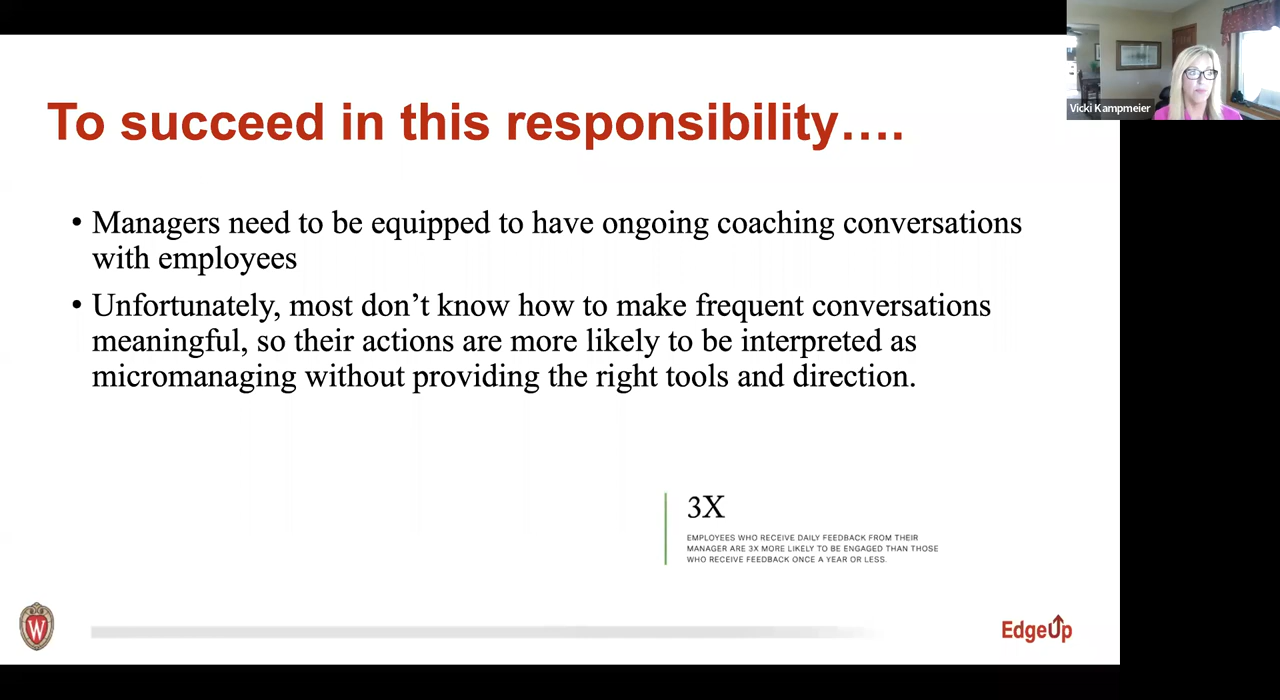 Vicki Kampmeier
To succeed in this responsibility….
• Managers need to be equipped to have ongoing coaching conversations
with employees
• Unfortunately, most don’t know how to make frequent conversations
meaningful, so their actions are more likely to be interpreted as
micromanaging without providing the right tools and direction.
3X
EMPLOYEES WHO RECEIVE DAILY FEEDBACK FROM THEIR
MANAGER ARE 3X MORE LIKELY TO BE ENGAGED THAN THOSE
WHO RECEIVE FEEDBACK ONCE A YEAR OR LESS.
W
EdgeUp